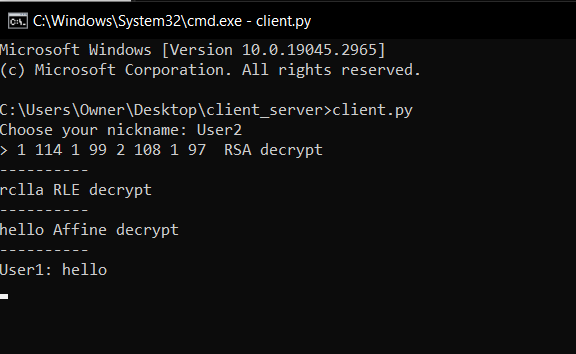 C:\Windows\System32\cmd.exe - client.py
Microsoft Windows [Version 10.0.19045.2965]
(c) Microsoft Corporation. All rights reserved.
C:\Users\Owner\Desktop\client_server>client.py
Choose your nickname: User2
> 1 114 1 99 2 108 1 97  RSA decrypt
----------
rclla RLE decrypt
----------
hello Affine decrypt
----------
User1: hello